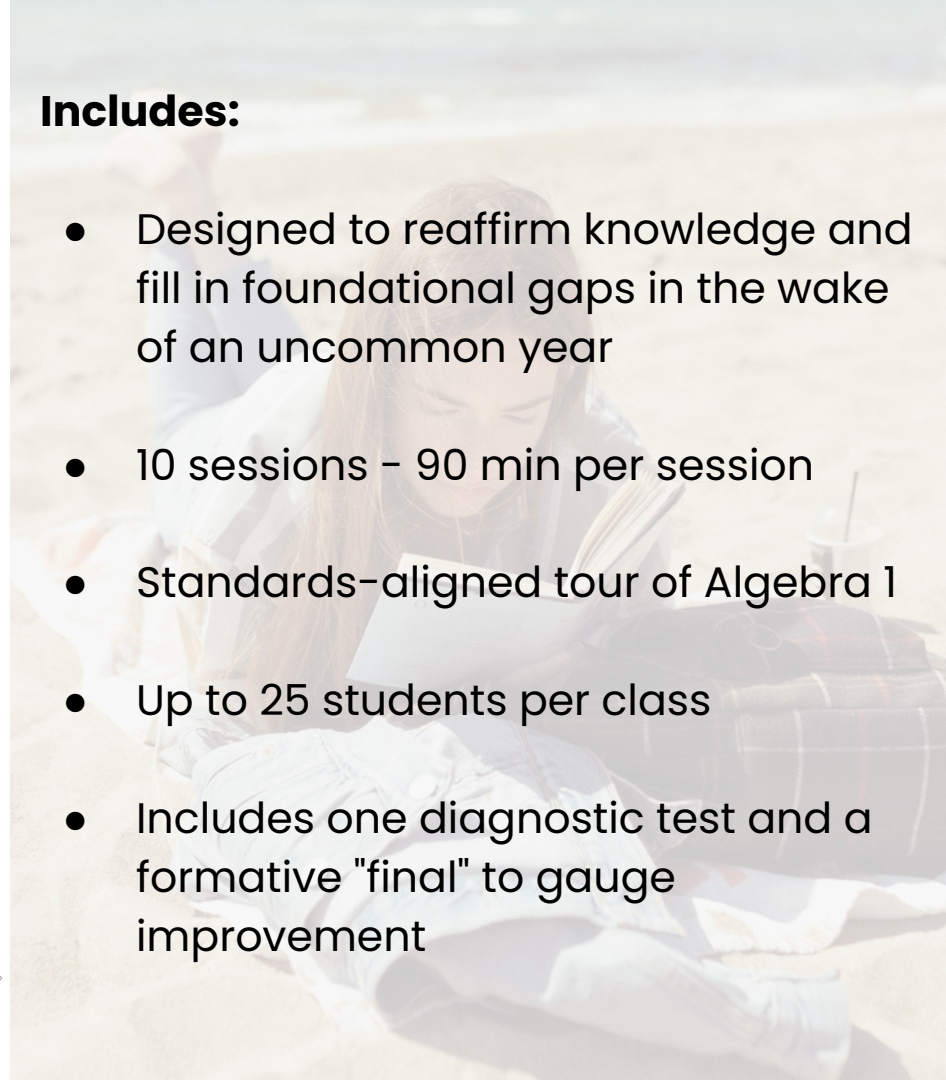 Includes:
● Designed to reaffirm knowledge and
fill in foundational gaps in the wake
of an uncommon year
● 10 sessions - 90 min per session
● Standards-aligned tour of Algebra 1
● Up to 25 students per class
● Includes one diagnostic test and a
formative "final" to gauge
improvement